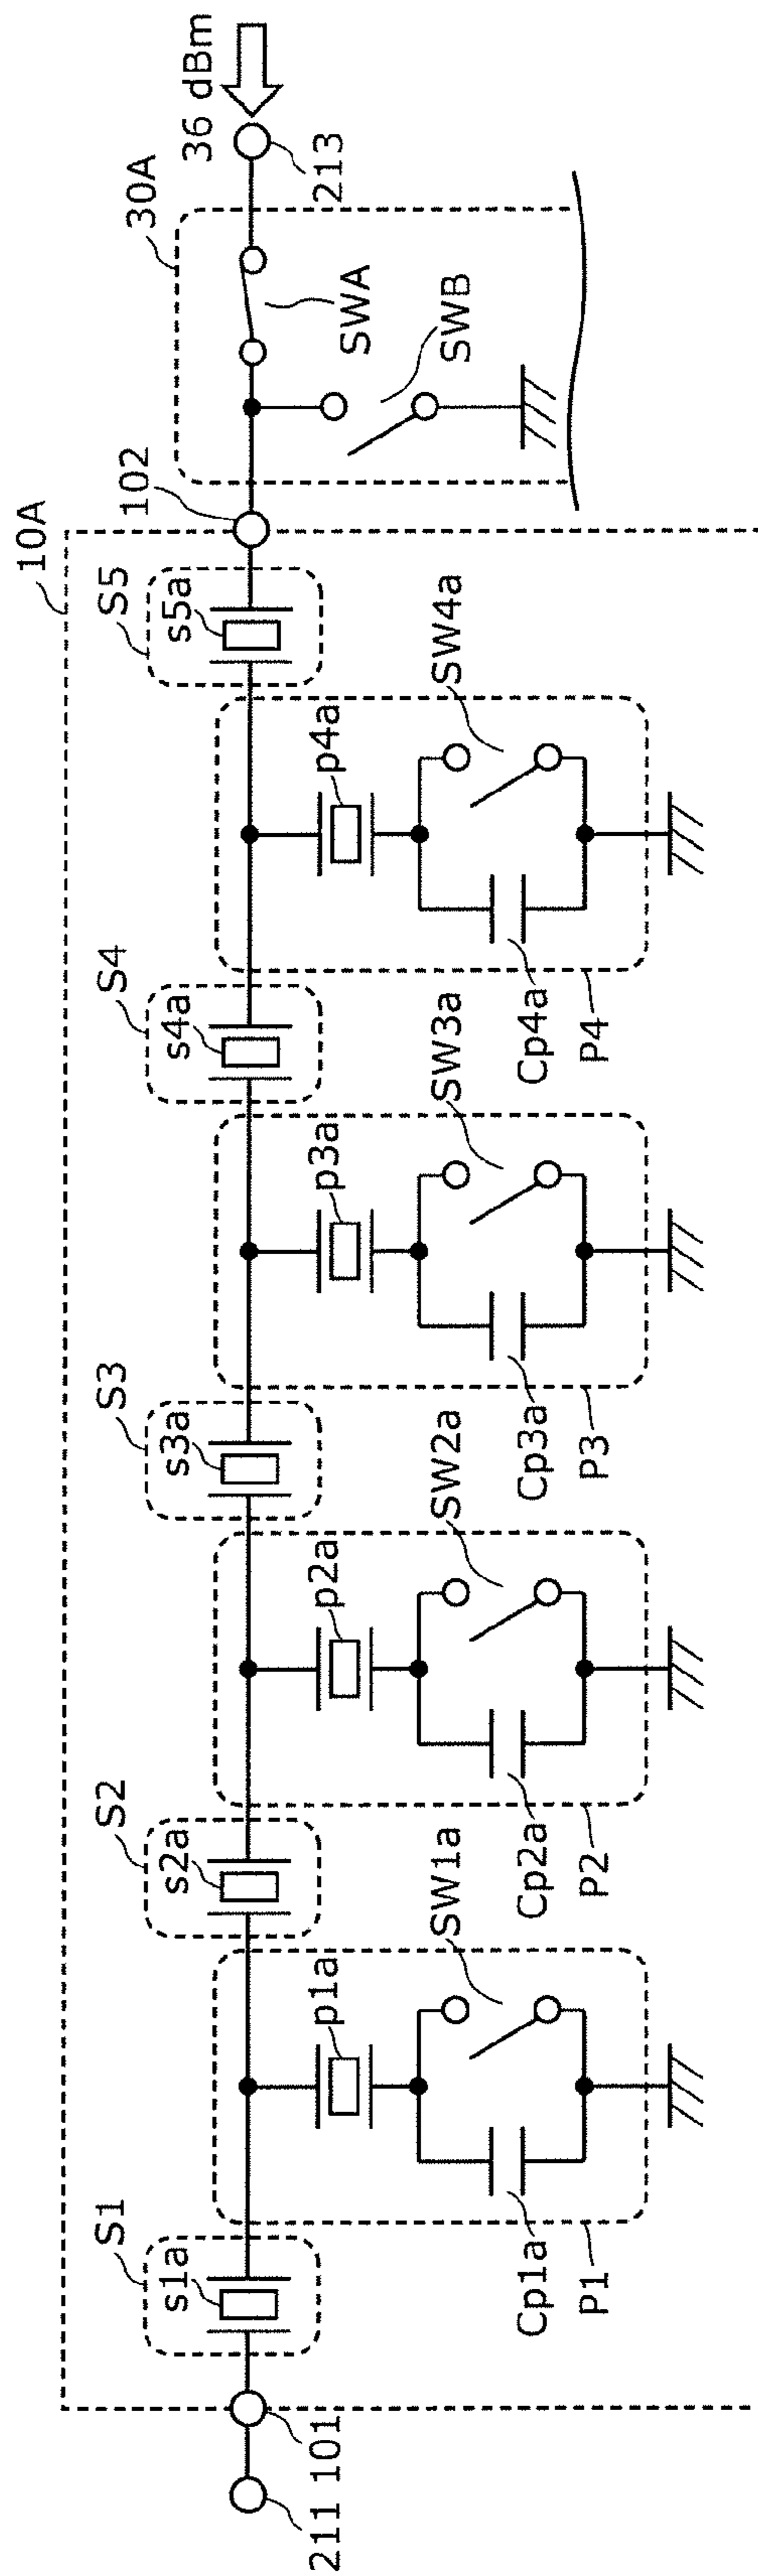 10A
30A
36 dBm
S1
S2
S3
S4
S5
102
s1a
s2a
s3a
s4a
s5a
213
SWA
SWB
211
101
p1a
p2a
p3a
p4a
SW1a
SW2a
SW3a
SW4a
Cp1a
Cp2a
Cp3a
Cp4a
P1
P2
P3
P4